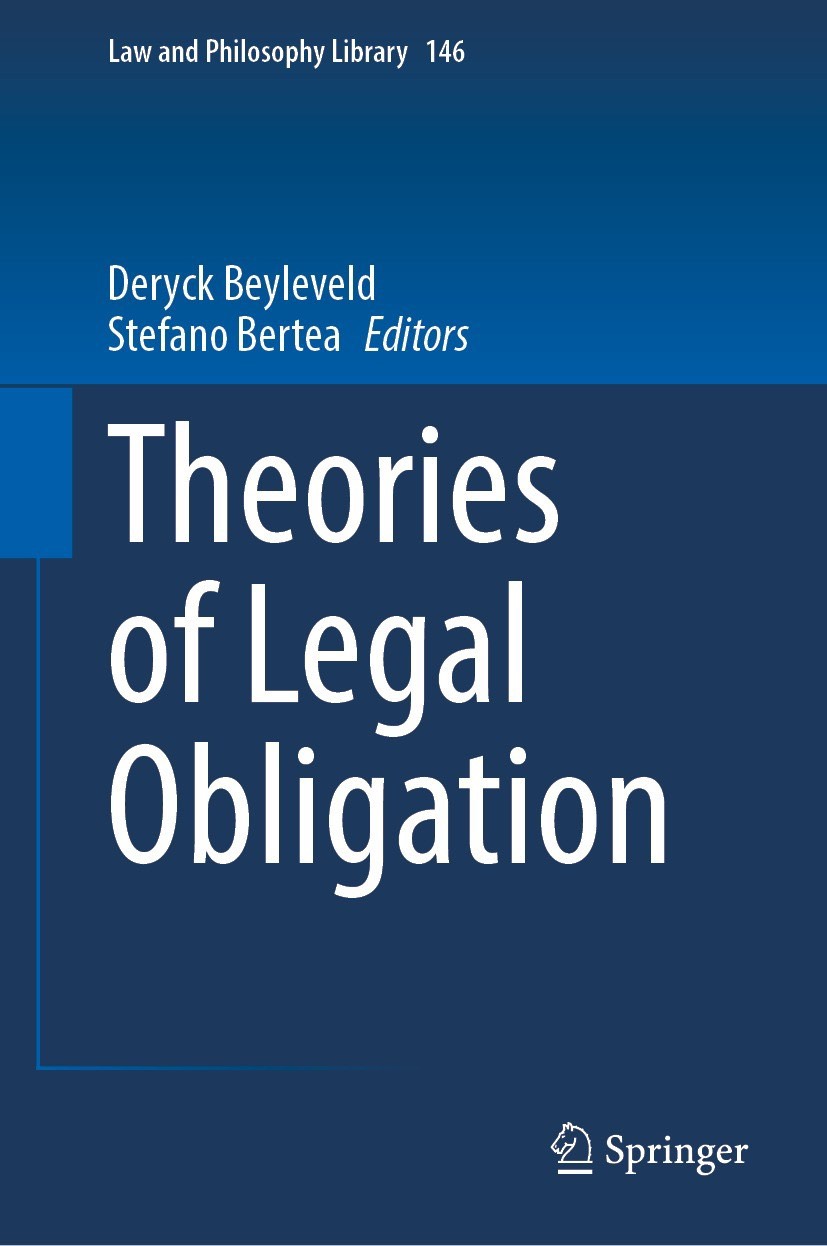 Law and Philosophy Library 146
Deryck Beyleveld
Stefano Bertea Editors
Theories
of Legal
Obligation
Springer